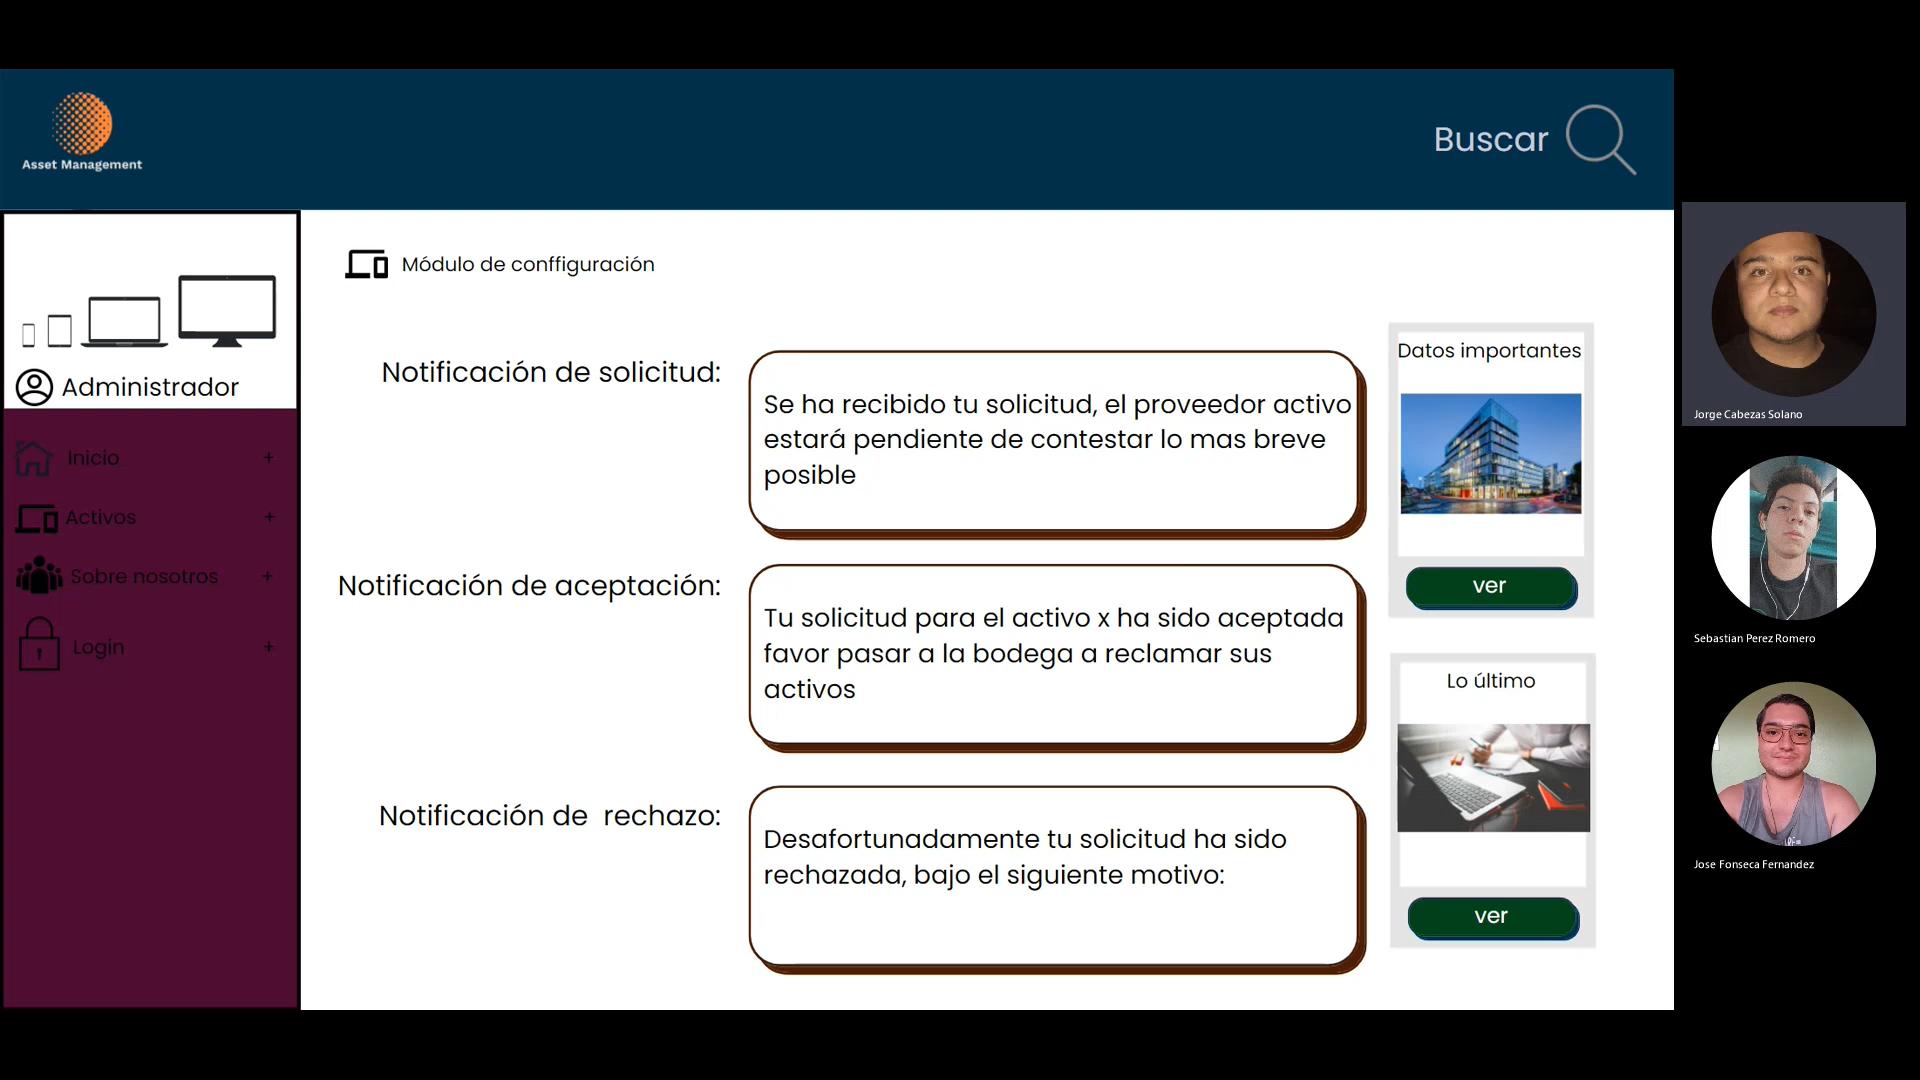 Asset Management
Buscar
Administrador
Inicio +
Activos +
Sobre nosotros +
Login +
Módulo de conffiguración
Notificación de solicitud:
Se ha recibido tu solicitud, el proveedor activo
estará pendiente de contestar lo mas breve
posible
Notificación de aceptación:
Tu solicitud para el activo x ha sido aceptada
favor pasar a la bodega a reclamar sus
activos
Notificación de rechazo:
Desafortunadamente tu solicitud ha sido
rechazada, bajo el siguiente motivo:
Datos importantes
ver
Lo último
ver
Jorge Cabezas Solano
Sebastian Perez Romero
Jose Fonseca Fernandez